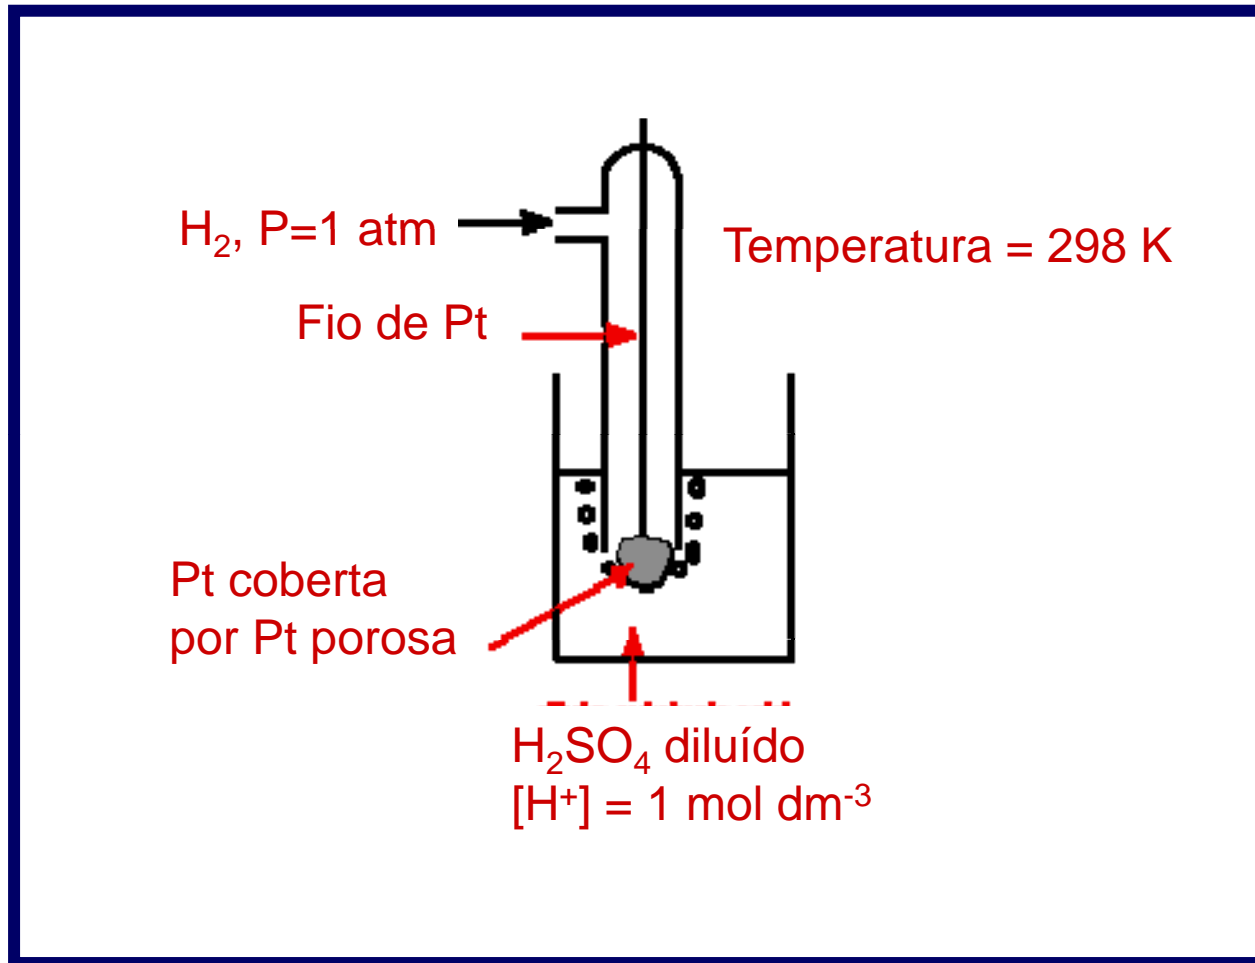 H₂, P=1 atm
Temperatura = 298 K
Fio de Pt
Pt coberta
por Pt porosa
H₂SO₄ diluído
[H⁺] = 1 mol dm⁻³